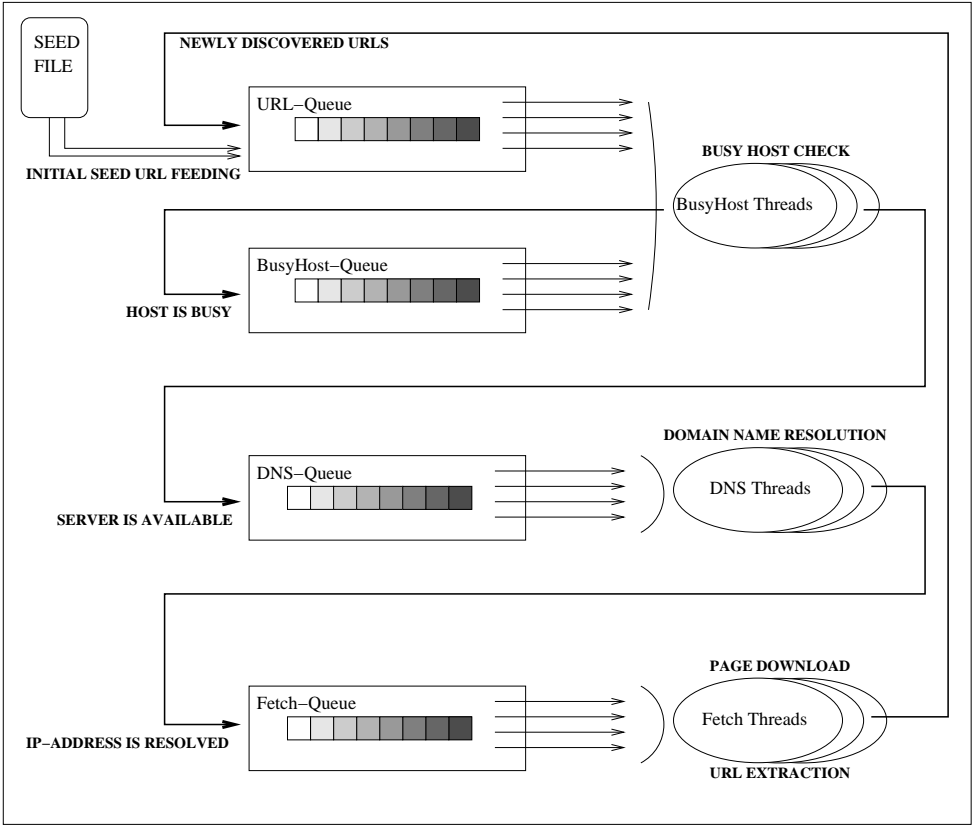 SEED
FILE
NEWLY DISCOVERED URLS
URL−Queue
INITIAL SEED URL FEEDING
BUSY HOST CHECK
BusyHost Threads
BusyHost−Queue
HOST IS BUSY
DOMAIN NAME RESOLUTION
DNS−Queue
DNS Threads
SERVER IS AVAILABLE
PAGE DOWNLOAD
Fetch−Queue
Fetch Threads
IP−ADDRESS IS RESOLVED
URL EXTRACTION